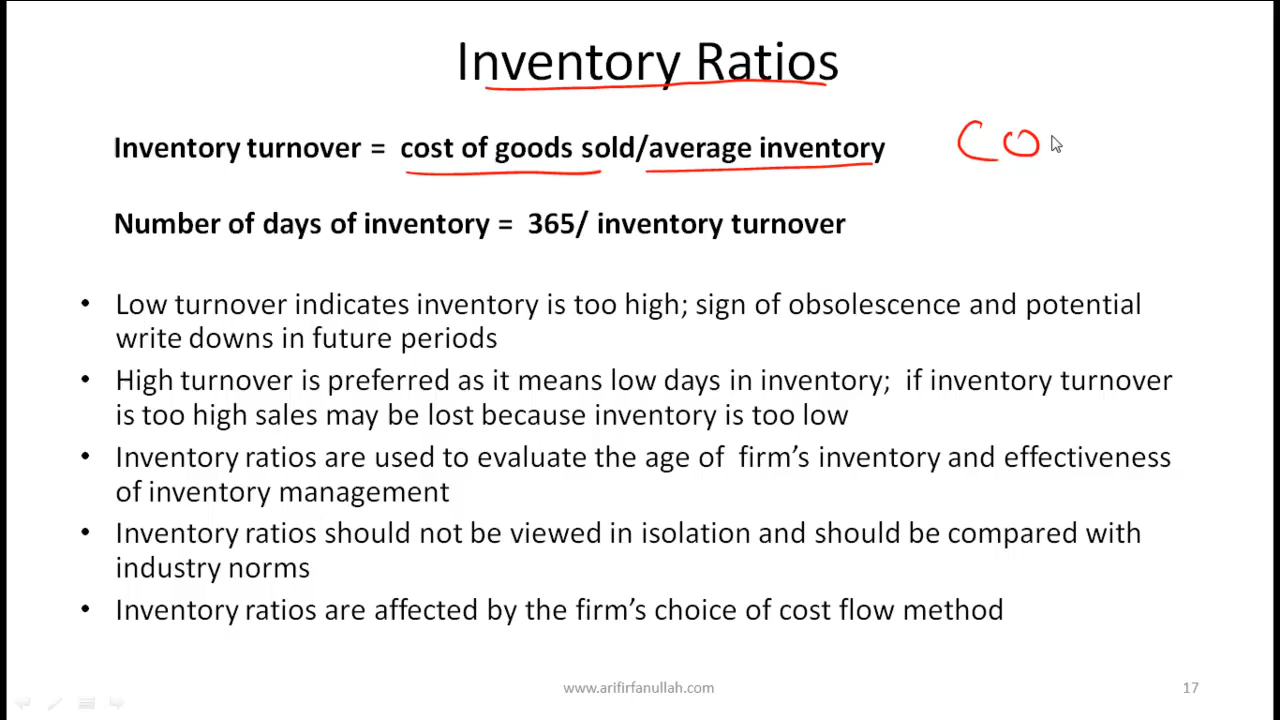 Inventory Ratios
Inventory turnover = cost of goods sold/average inventory
CO
Number of days of inventory = 365/ inventory turnover
• Low turnover indicates inventory is too high; sign of obsolescence and potential
write downs in future periods
• High turnover is preferred as it means low days in inventory; if inventory turnover
is too high sales may be lost because inventory is too low
• Inventory ratios are used to evaluate the age of firm’s inventory and effectiveness
of inventory management
• Inventory ratios should not be viewed in isolation and should be compared with
industry norms
• Inventory ratios are affected by the firm’s choice of cost flow method
www.arifirfanullah.com
17